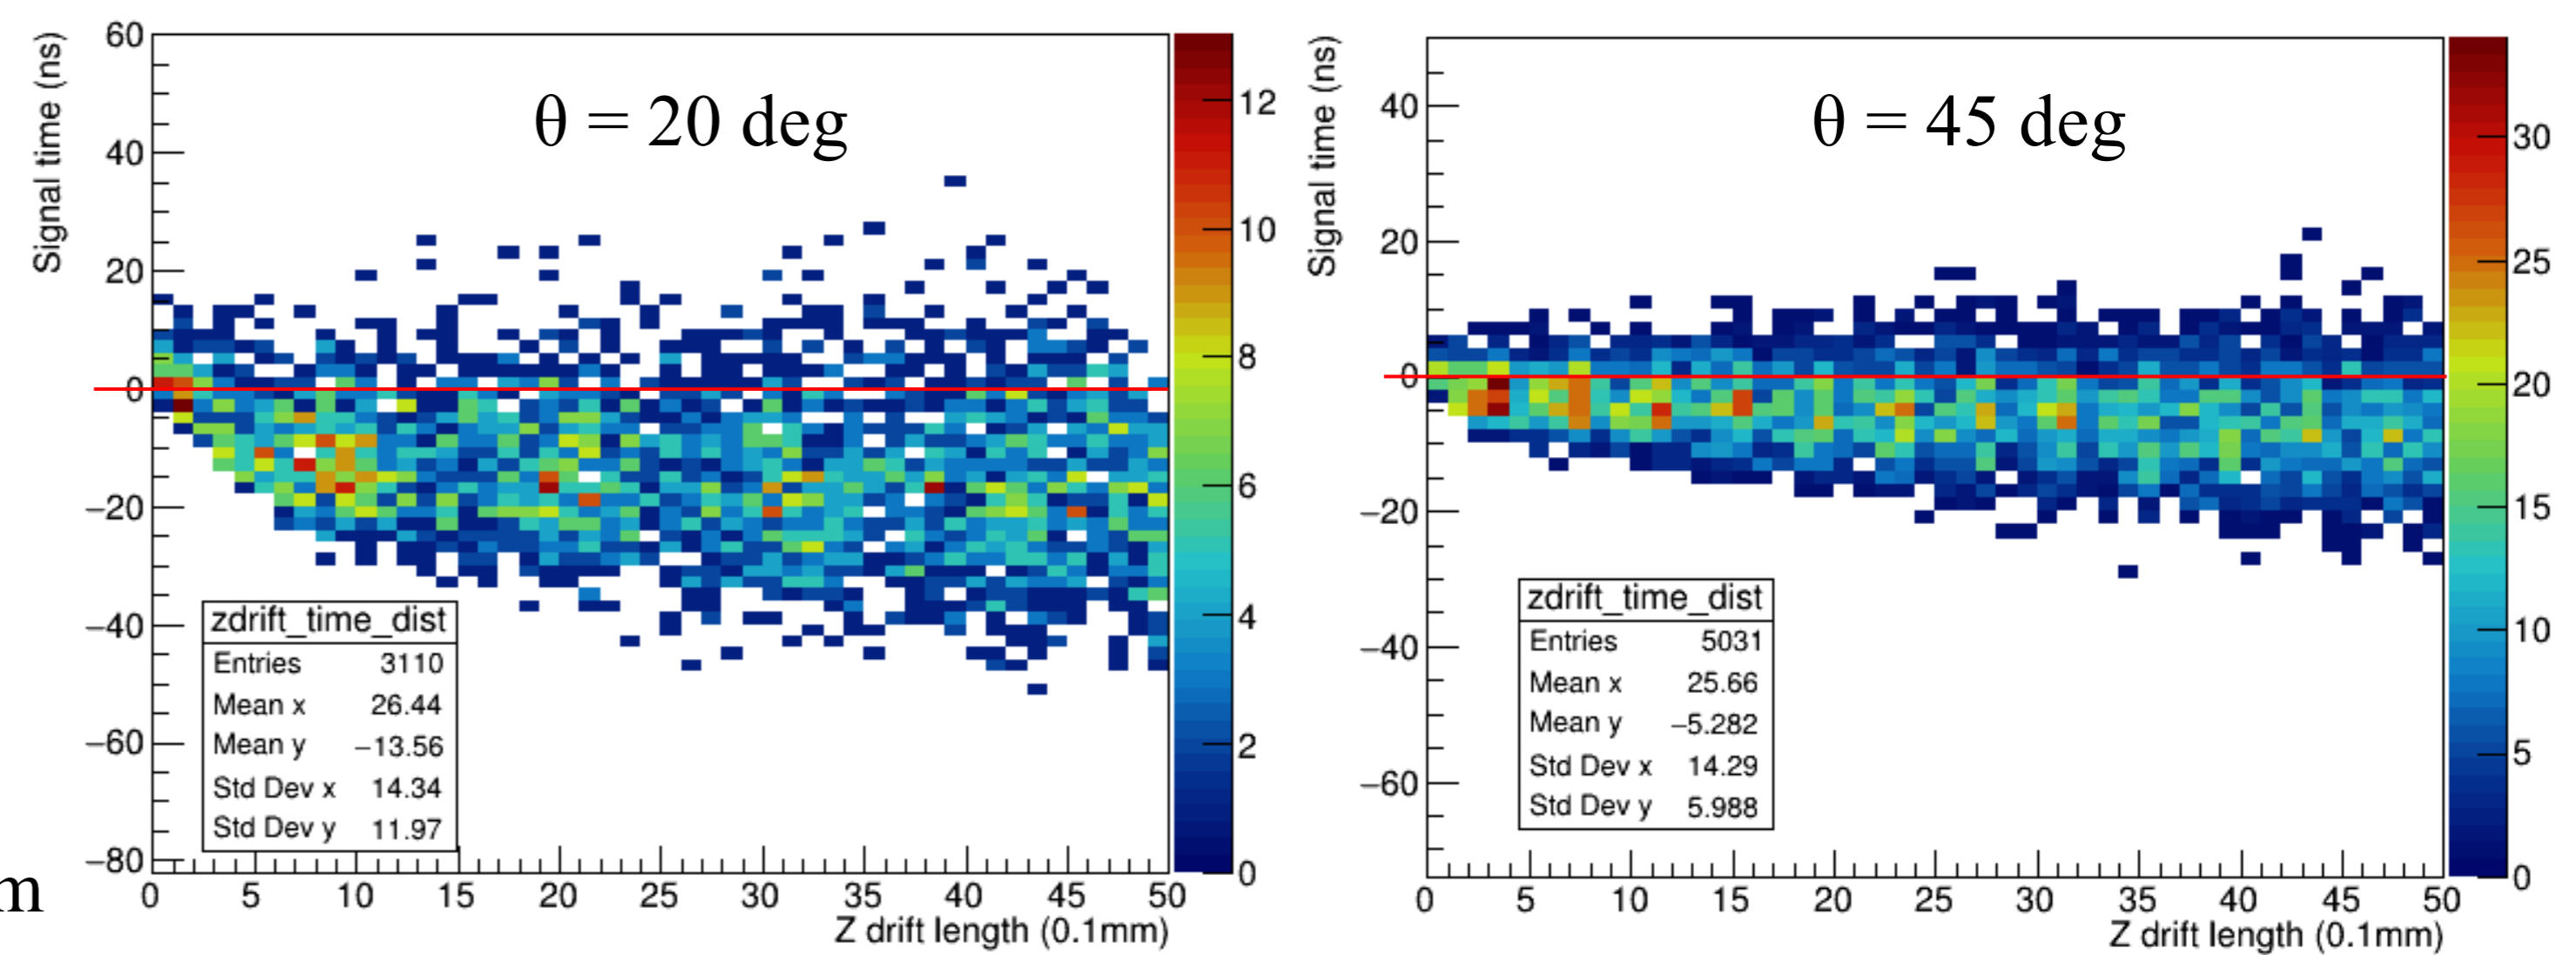 Signal time (ns)
60
40
20
0
−20
−40
−60
−80
θ = 20 deg
zdrift_time_dist
Entries 3110
Mean x 26.44
Mean y −13.56
Std Dev x 14.34
Std Dev y 11.97
0 5 10 15 20 25 30 35 40 45 50
Z drift length (0.1mm)
12
10
8
6
4
2
0
m
Signal time (ns)
40
20
0
−20
−40
−60
θ = 45 deg
zdrift_time_dist
Entries 5031
Mean x 25.66
Mean y −5.282
Std Dev x 14.29
Std Dev y 5.988
0 5 10 15 20 25 30 35 40 45 50
Z drift length (0.1mm)
30
25
20
15
10
5
0